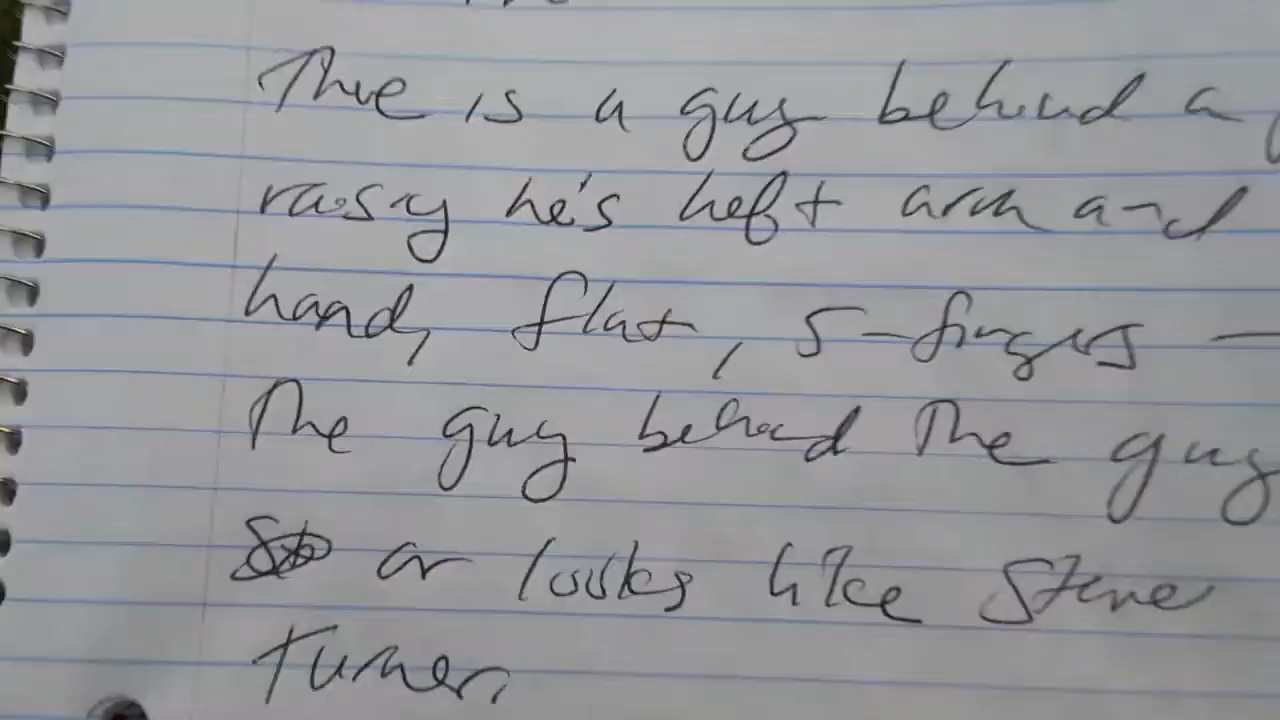 There is a guy behind a
raising he's left arm and
hand, flat, 5-fingers -
The guy behind the guy
or looks like Steve
Turner.